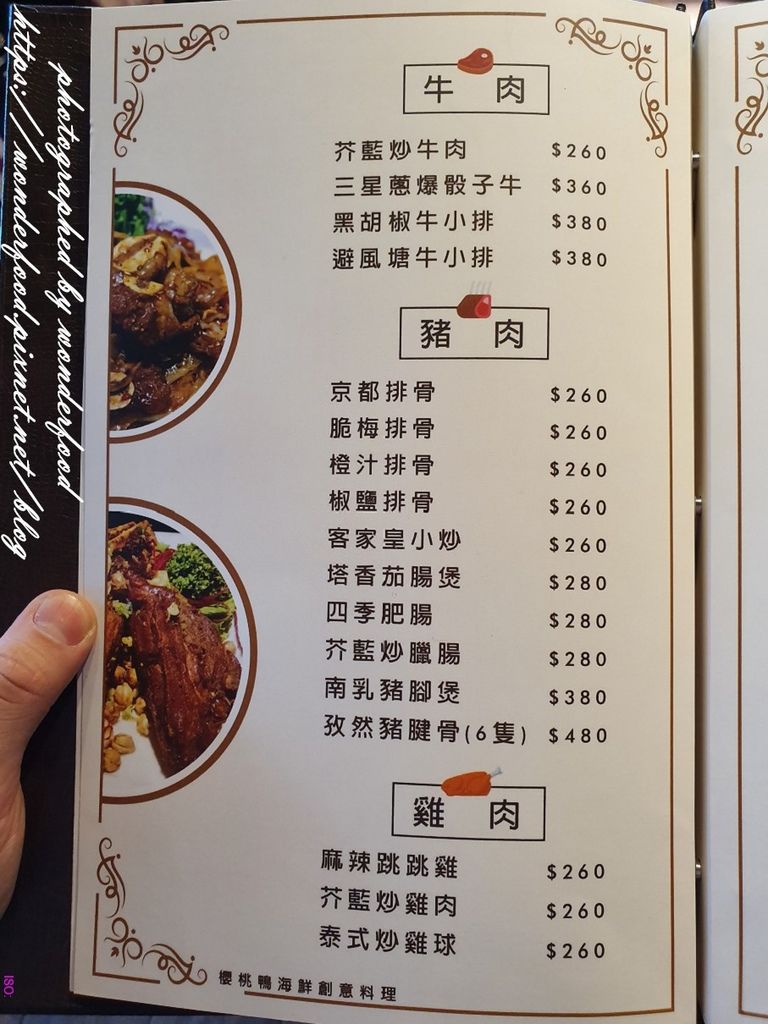 牛 肉
芥藍炒牛肉 $260
三星蔥爆骰子牛 $360
黑胡椒牛小排 $380
避風塘牛小排 $380
豬 肉
京都排骨 $260
脆梅排骨 $260
橙汁排骨 $260
椒鹽排骨 $260
客家皇小炒 $260
塔香茄腸煲 $280
四季肥腸 $280
芥藍炒臘腸 $280
南乳豬腳煲 $380
孜然豬腱骨(6隻) $480
雞 肉
麻辣跳跳雞 $260
芥藍炒雞肉 $260
泰式炒雞球 $260
櫻桃鴨海鮮創意料理
photographed by wonderfood
https://wonderfood.pixnet.net/blog
ISO: